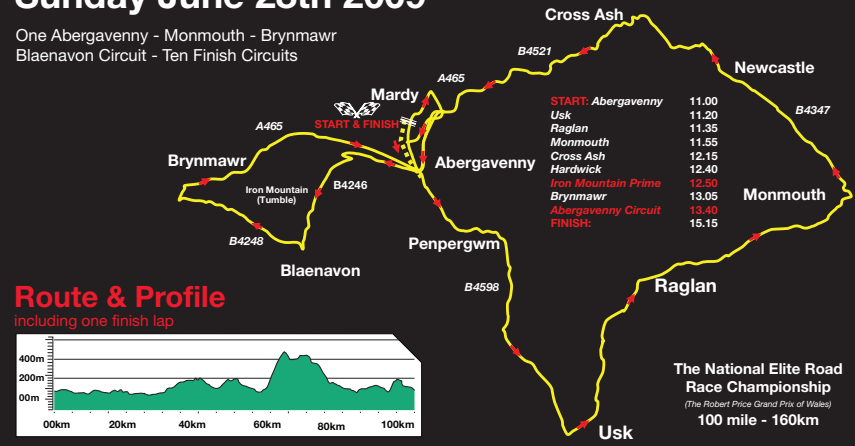 Sunday June 28th 2009
One Abergavenny - Monmouth - Brynmawr
Blaenavon Circuit - Ten Finish Circuits
Cross Ash
B4521
Newcastle
A465
Mardy
START & FINISH
B4347
A465
Brynmawr
Abergavenny
START: Abergavenny 11.00
Usk 11.20
Raglan 11.35
Monmouth 11.55
Cross Ash 12.15
Hardwick 12.40
Iron Mountain Prime 12.50
Brynmawr 13.05
Abergavenny Circuit 13.40
FINISH: 15.15
Iron Mountain
(Tumble)
B4246
Monmouth
B4248
Penpergwm
Blaenavon
B4598
Raglan
Route & Profile
including one finish lap
400m
200m
00m
00km 20km 40km 60km 80km 100km
Usk
The National Elite Road
Race Championship
(The Robert Price Grand Prix of Wales)
100 mile - 160km